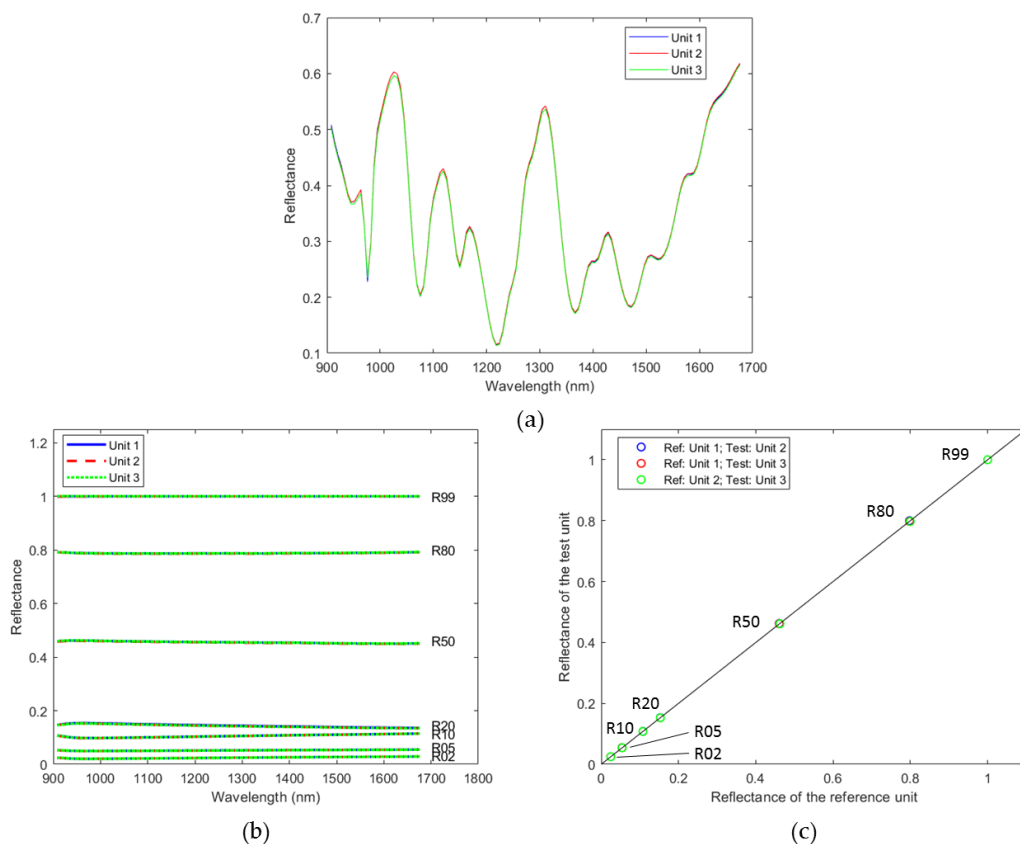 0.7
0.6
0.5
0.4
0.3
0.2
0.1
Reflectance
Unit 1
Unit 2
Unit 3
900 1000 1100 1200 1300 1400 1500 1600 1700
Wavelength (nm)
(a)
1.2
1
0.8
0.6
0.4
0.2
0
Reflectance
Unit 1
Unit 2
Unit 3
R99
R80
R50
R20
R10
R05
R02
900 1000 1100 1200 1300 1400 1500 1600 1700 1800
Wavelength (nm)
(b)
1
0.8
0.6
0.4
0.2
0
Reflectance of the test unit
Ref: Unit 1; Test: Unit 2
Ref: Unit 1; Test: Unit 3
Ref: Unit 2; Test: Unit 3
R99
R80
R50
R20
R10
R05
R02
0 0.2 0.4 0.6 0.8 1
Reflectance of the reference unit
(c)